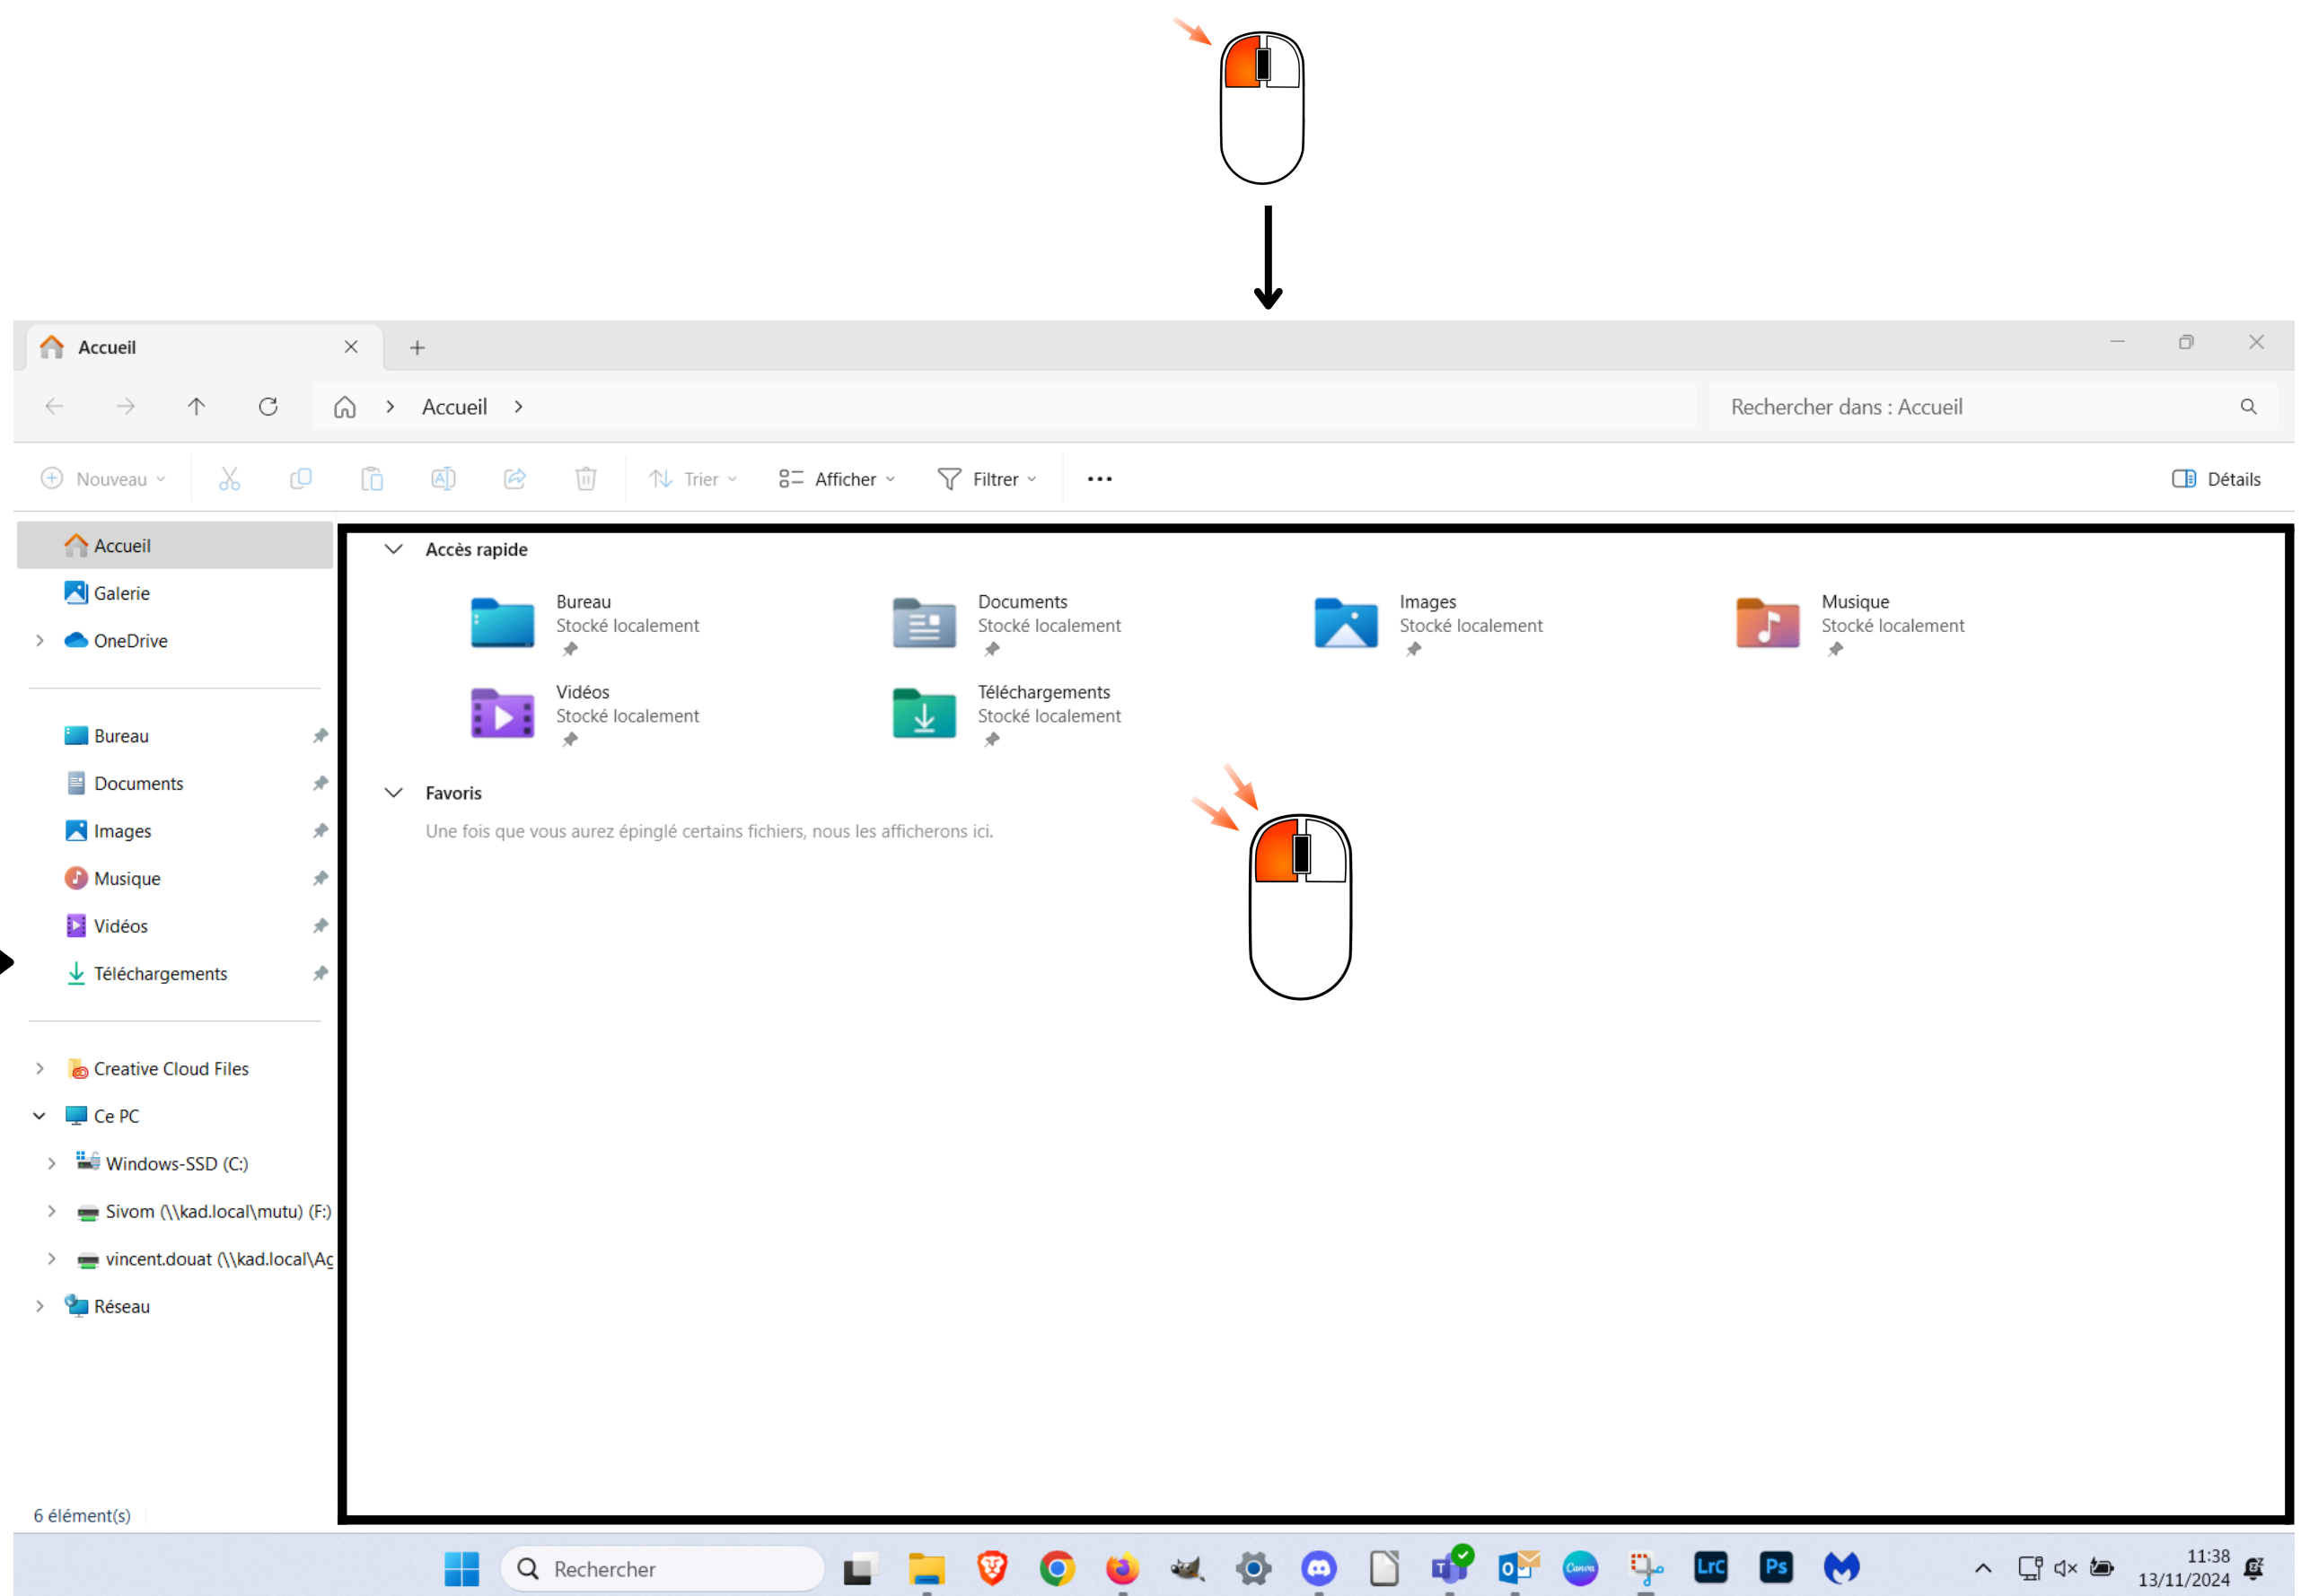 Accueil
Accueil
Rechercher dans : Accueil
Nouveau
Trier
Afficher
Filtrer
Détails
Accueil
Galerie
OneDrive
Bureau
Documents
Images
Musique
Vidéos
Téléchargements
Creative Cloud Files
Ce PC
Windows-SSD (C:)
Sivom (\\kad.local\mutu) (F:)
vincent.douat (\\kad.local\Ag
Réseau
6 élément(s)
Accès rapide
Bureau
Stocké localement
Documents
Stocké localement
Images
Stocké localement
Musique
Stocké localement
Vidéos
Stocké localement
Téléchargements
Stocké localement
Favoris
Une fois que vous aurez épinglé certains fichiers, nous les afficherons ici.
Rechercher
Canva
LrC
Ps
11:38
13/11/2024